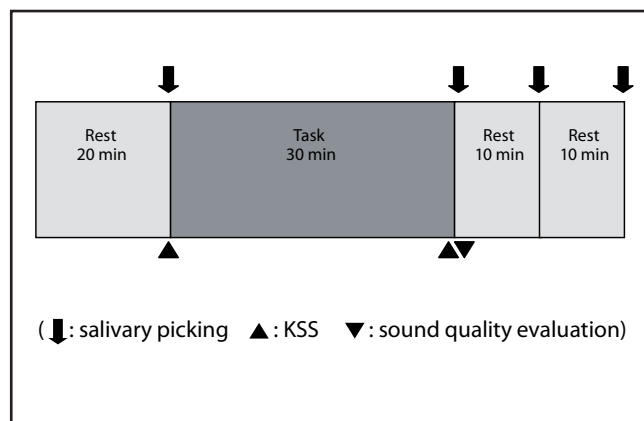 Rest
20 min
Task
30 min
Rest
10 min
Rest
10 min
( : salivary picking : KSS : sound quality evaluation)